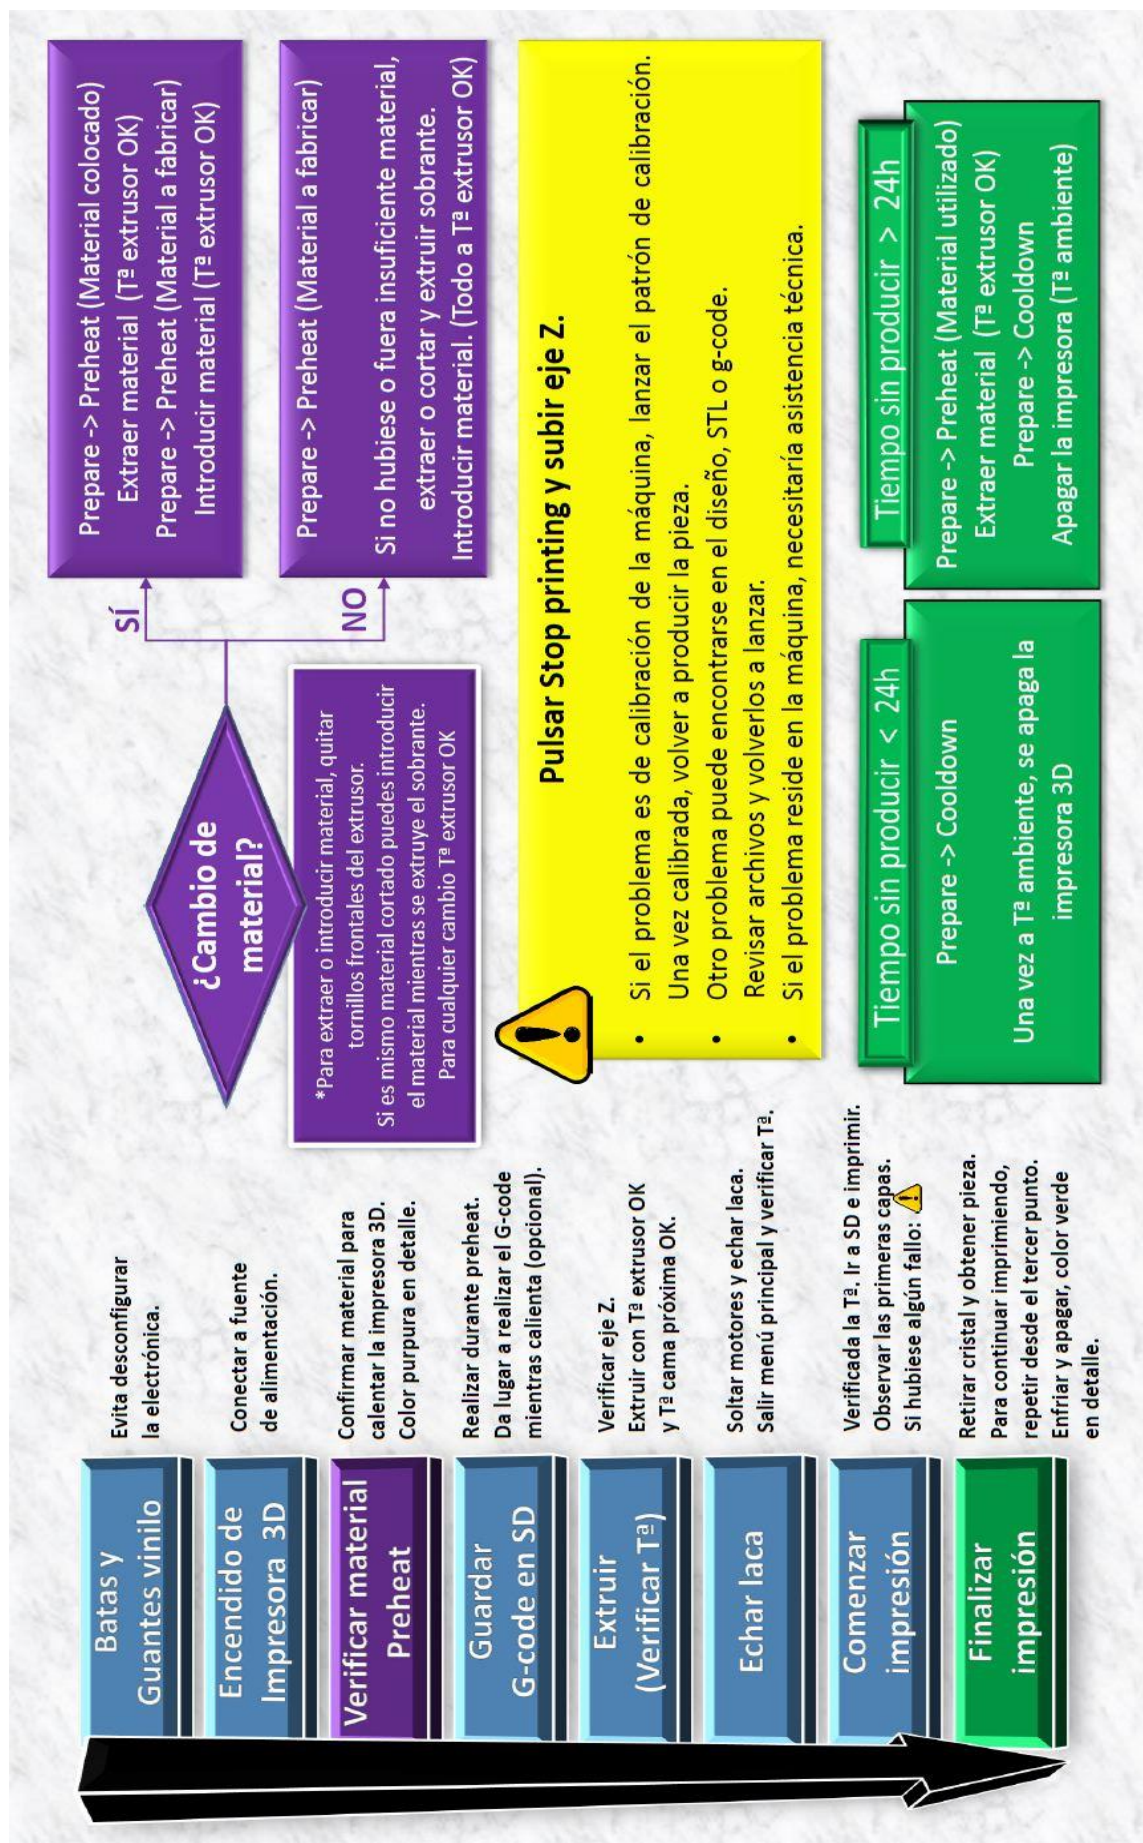 Batas y
Guantes vinilo
Evita desconfigurar
la electrónica.
Encendido de
Impresora 3D
Conectar a fuente
de alimentación.
Verificar material
Preheat
Confirmar material para
calentar la impresora 3D.
Color purpura en detalle.
Guardar
G-code en SD
Realizar durante preheat.
Da lugar a realizar el G-code
mientras calienta (opcional).
Extruir
(Verificar Tª)
Verificar eje Z.
Extruir con Tª extrusor OK
y Tª cama próxima OK.
Echar laca
Soltar motores y echar laca.
Salir menú principal y verificar Tª.
Comenzar
impresión
Verificada la Tª. Ir a SD e imprimir.
Observar las primeras capas.
Si hubiese algún fallo:
Finalizar
impresión
Retirar cristal y obtener pieza.
Para continuar imprimiendo,
repetir desde el tercer punto.
Enfriar y apagar, color verde
en detalle.
¿Cambio de
material?
SÍ
Prepare -> Preheat (Material colocado)
Extraer material (Tª extrusor OK)
Prepare -> Preheat (Material a fabricar)
Introducir material (Tª extrusor OK)
NO
Prepare -> Preheat (Material a fabricar)
Si no hubiese o fuera insuficiente material,
extraer o cortar y extruir sobrante.
Introducir material. (Todo a Tª extrusor OK)
*Para extraer o introducir material, quitar
tornillos frontales del extrusor.
Si es mismo material cortado puedes introducir
el material mientras se extruye el sobrante.
Para cualquier cambio Tª extrusor OK
Pulsar Stop printing y subir eje Z.
• Si el problema es de calibración de la máquina, lanzar el patrón de calibración.
Una vez calibrada, volver a producir la pieza.
• Otro problema puede encontrarse en el diseño, STL o g-code.
Revisar archivos y volverlos a lanzar.
• Si el problema reside en la máquina, necesitaría asistencia técnica.
Tiempo sin producir < 24h
Prepare -> Cooldown
Una vez a Tª ambiente, se apaga la
impresora 3D
Tiempo sin producir > 24h
Prepare -> Preheat (Material utilizado)
Extraer material (Tª extrusor OK)
Prepare -> Cooldown
Apagar la impresora (Tª ambiente)